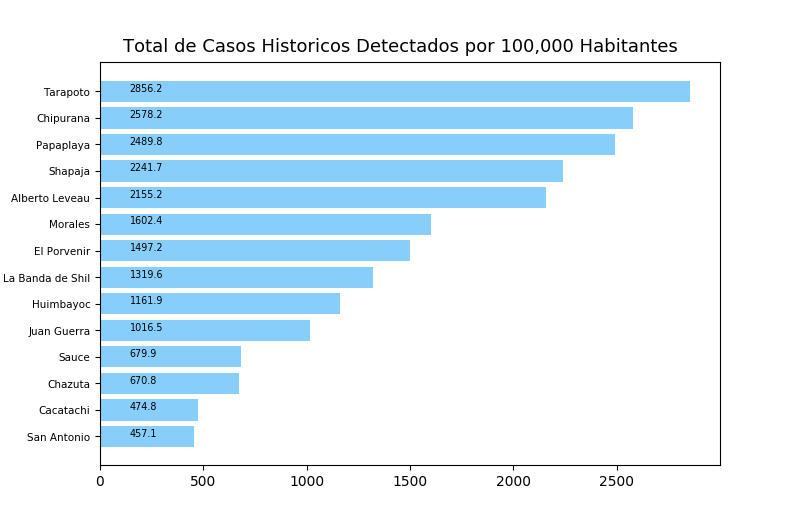 Total de Casos Historicos Detectados por 100,000 Habitantes
Tarapoto 2856.2
Chipurana 2578.2
Papaplaya 2489.8
Shapaja 2241.7
Alberto Leveau 2155.2
Morales 1602.4
El Porvenir 1497.2
La Banda de Shil 1319.6
Huimbayoc 1161.9
Juan Guerra 1016.5
Sauce 679.9
Chazuta 670.8
Cacatachi 474.8
San Antonio 457.1
0 500 1000 1500 2000 2500